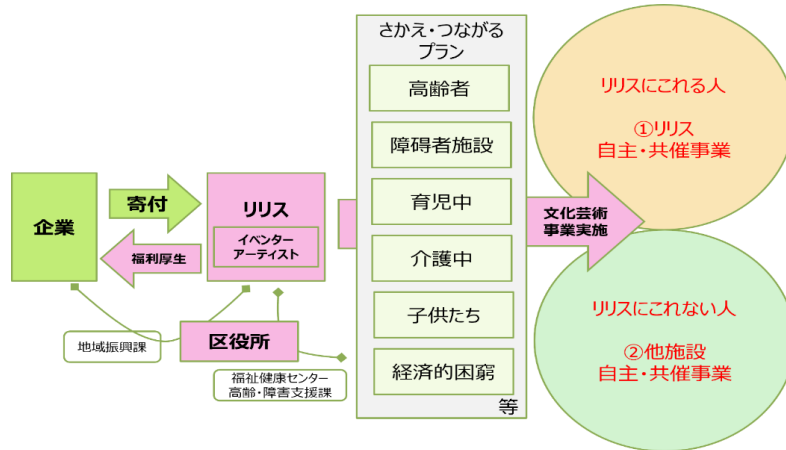 さかえ・つながる
プラン
高齢者
障碍者施設
育児中
介護中
子供たち
経済的困窮
等
企業
寄付
福利厚生
リリス
イベンター
アーティスト
地域振興課
区役所
福祉健康センター
高齢・障害支援課
文化芸術
事業実施
リリスにこれる人
①リリス
自主・共催事業
リリスにこれない人
②他施設
自主・共催事業